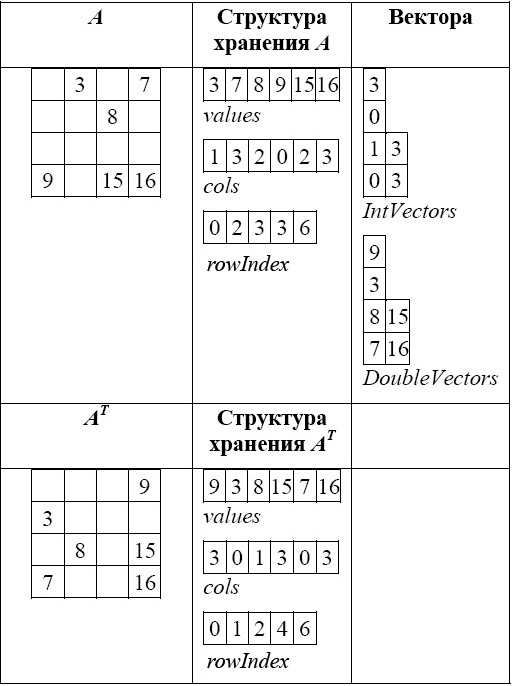 A
Структура хранения A
Вектора
3 7
8
9 15 16
3 7 8 9 15 16
values
1 3 2 0 2 3
cols
0 2 3 3 6
rowIndex
3
0
1 3
0 3
IntVectors
9
3
8 15
7 16
DoubleVectors
A^T
Структура хранения A^T
9
3
8 15
7 16
9 3 8 15 7 16
values
3 0 1 3 0 3
cols
0 1 2 4 6
rowIndex